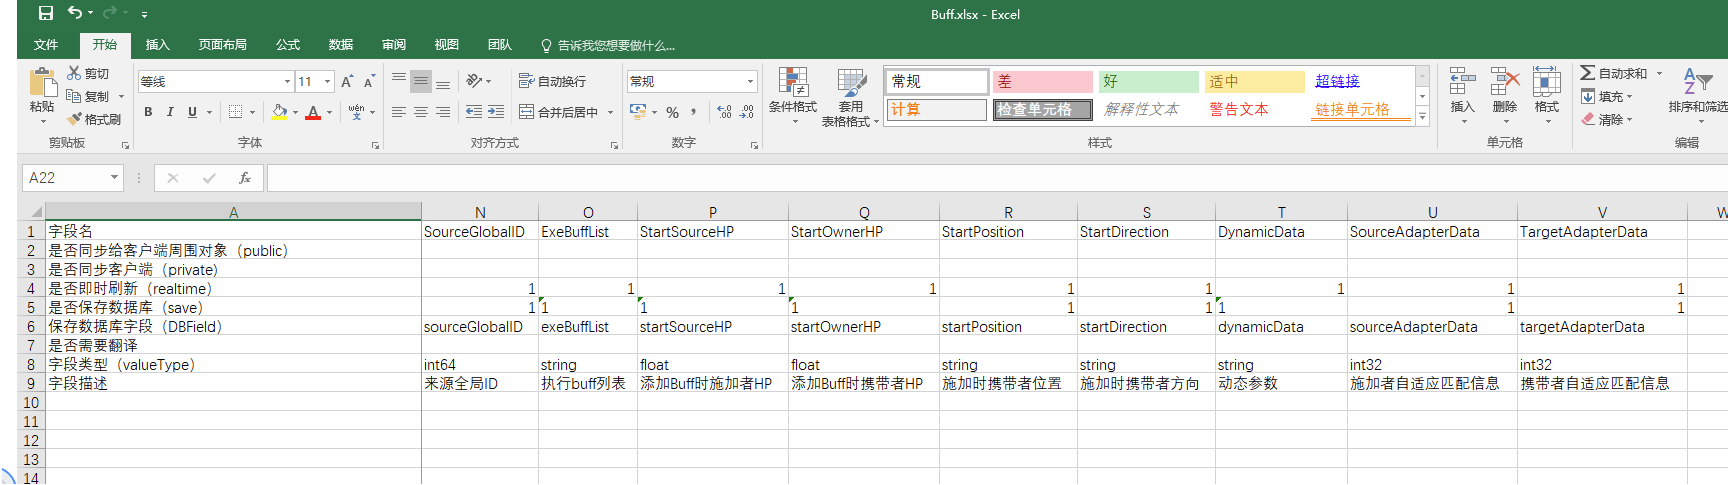 Buff.xlsx - Excel
文件 开始 插入 页面布局 公式 数据 审阅 视图 团队 告诉我您想要做什么...
剪切 等线 11 A A 自动换行 常规 常规 差 好 适中 超链接 自动求和
粘贴 复制 条件格式 套用 插入 删除 格式 填充 排序和筛选
格式刷 B I U A wén 合并后居中 % , 表格格式 计算 检查单元格 解释性文本 警告文本 链接单元格 清除
剪贴板 字体 对齐方式 数字 样式 单元格 编辑
A22 fx
A N O P Q R S T U V W
1 字段名 SourceGlobalID ExeBuffList StartSourceHP StartOwnerHP StartPosition StartDirection DynamicData SourceAdapterData TargetAdapterData
2 是否同步给客户端周围对象（public）
3 是否同步客户端（private）
4 是否即时刷新（realtime） 1 1 1 1 1 1 1 1 1
5 是否保存数据库（save） 1 1 1 1 1 1 1 1 1
6 保存数据库字段（DBField） sourceGlobalID exeBuffList startSourceHP startOwnerHP startPosition startDirection dynamicData sourceAdapterData targetAdapterData
7 是否需要翻译
8 字段类型（valueType） int64 string float float string string string int32 int32
9 字段描述 来源全局ID 执行buff列表 添加Buff时施加者HP 添加Buff时携带者HP 施加时携带者位置 施加时携带者方向 动态参数 施加者自适应匹配信息 携带者自适应匹配信息
10
11
12
13
14